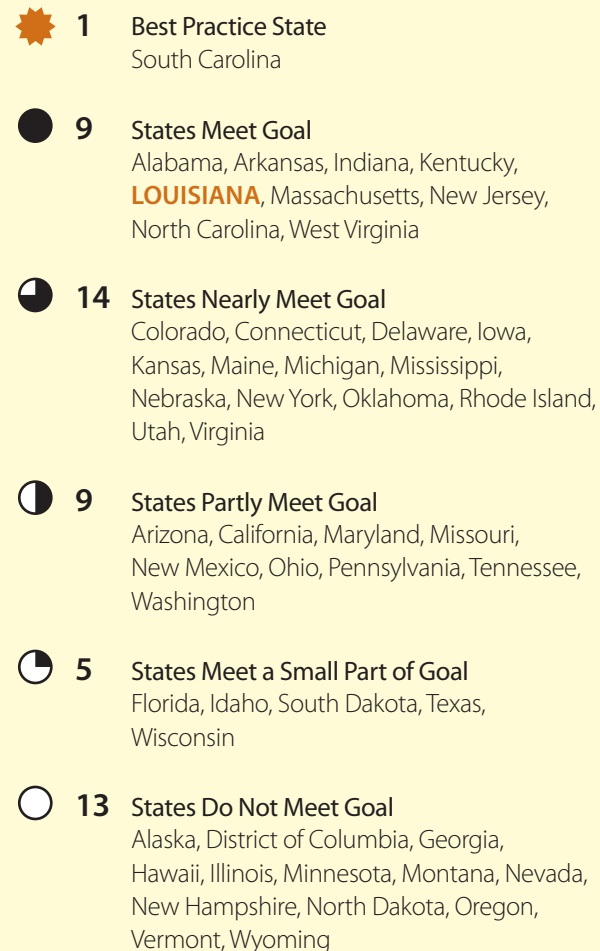 1 Best Practice State
South Carolina
9 States Meet Goal
Alabama, Arkansas, Indiana, Kentucky,
LOUISIANA, Massachusetts, New Jersey,
North Carolina, West Virginia
14 States Nearly Meet Goal
Colorado, Connecticut, Delaware, Iowa,
Kansas, Maine, Michigan, Mississippi,
Nebraska, New York, Oklahoma, Rhode Island,
Utah, Virginia
9 States Partly Meet Goal
Arizona, California, Maryland, Missouri,
New Mexico, Ohio, Pennsylvania, Tennessee,
Washington
5 States Meet a Small Part of Goal
Florida, Idaho, South Dakota, Texas,
Wisconsin
13 States Do Not Meet Goal
Alaska, District of Columbia, Georgia,
Hawaii, Illinois, Minnesota, Montana, Nevada,
New Hampshire, North Dakota, Oregon,
Vermont, Wyoming